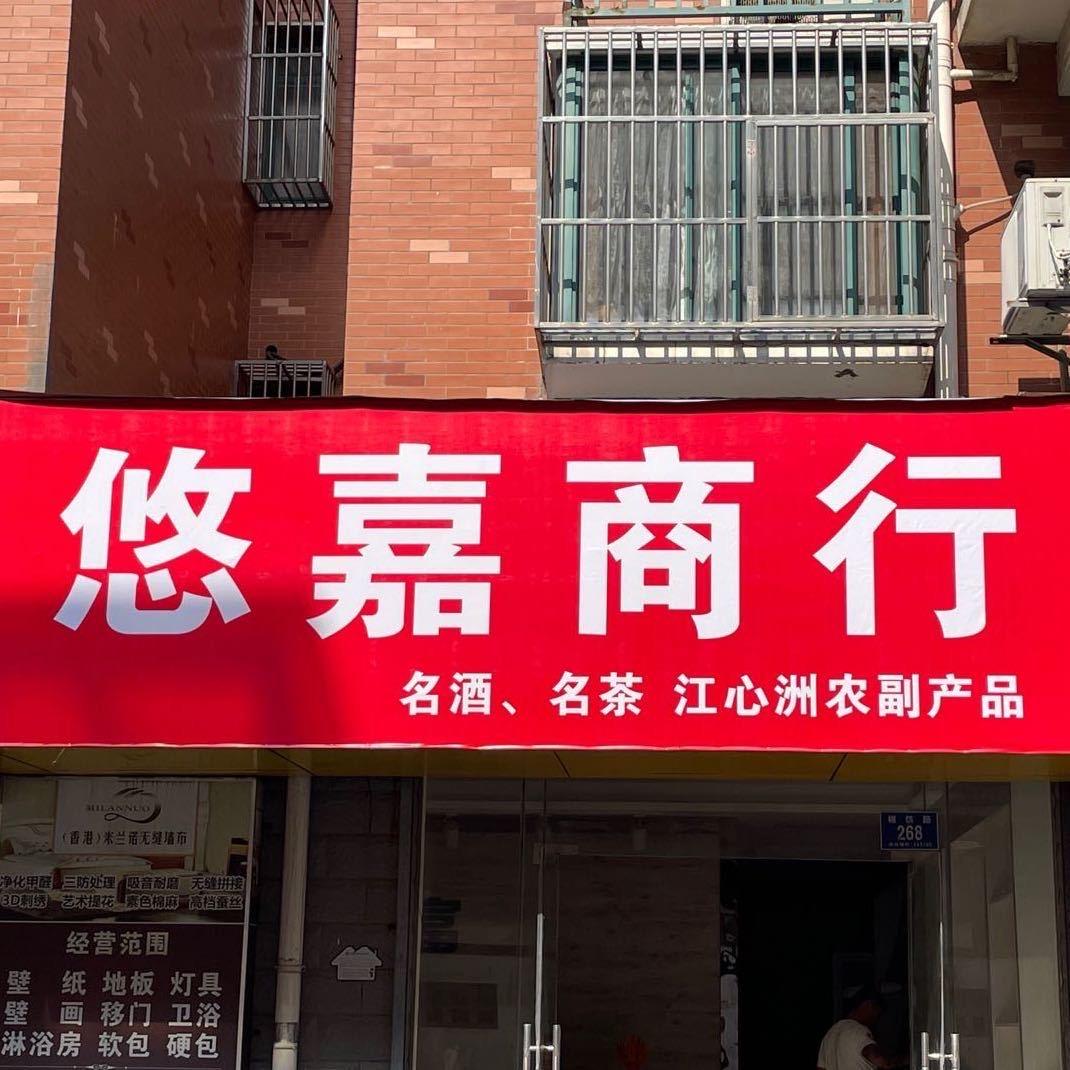 悠嘉商行
名酒、名茶 江心洲农副产品
MILANNUO
（香港）米兰诺无缝墙布
净化甲醛 三防处理 吸音耐磨 无缝拼接
3D刺绣 艺术提花 素色棉麻 高档蚕丝
经营范围
壁纸 地板 灯具
壁画 移门 卫浴
淋浴房 软包 硬包
268